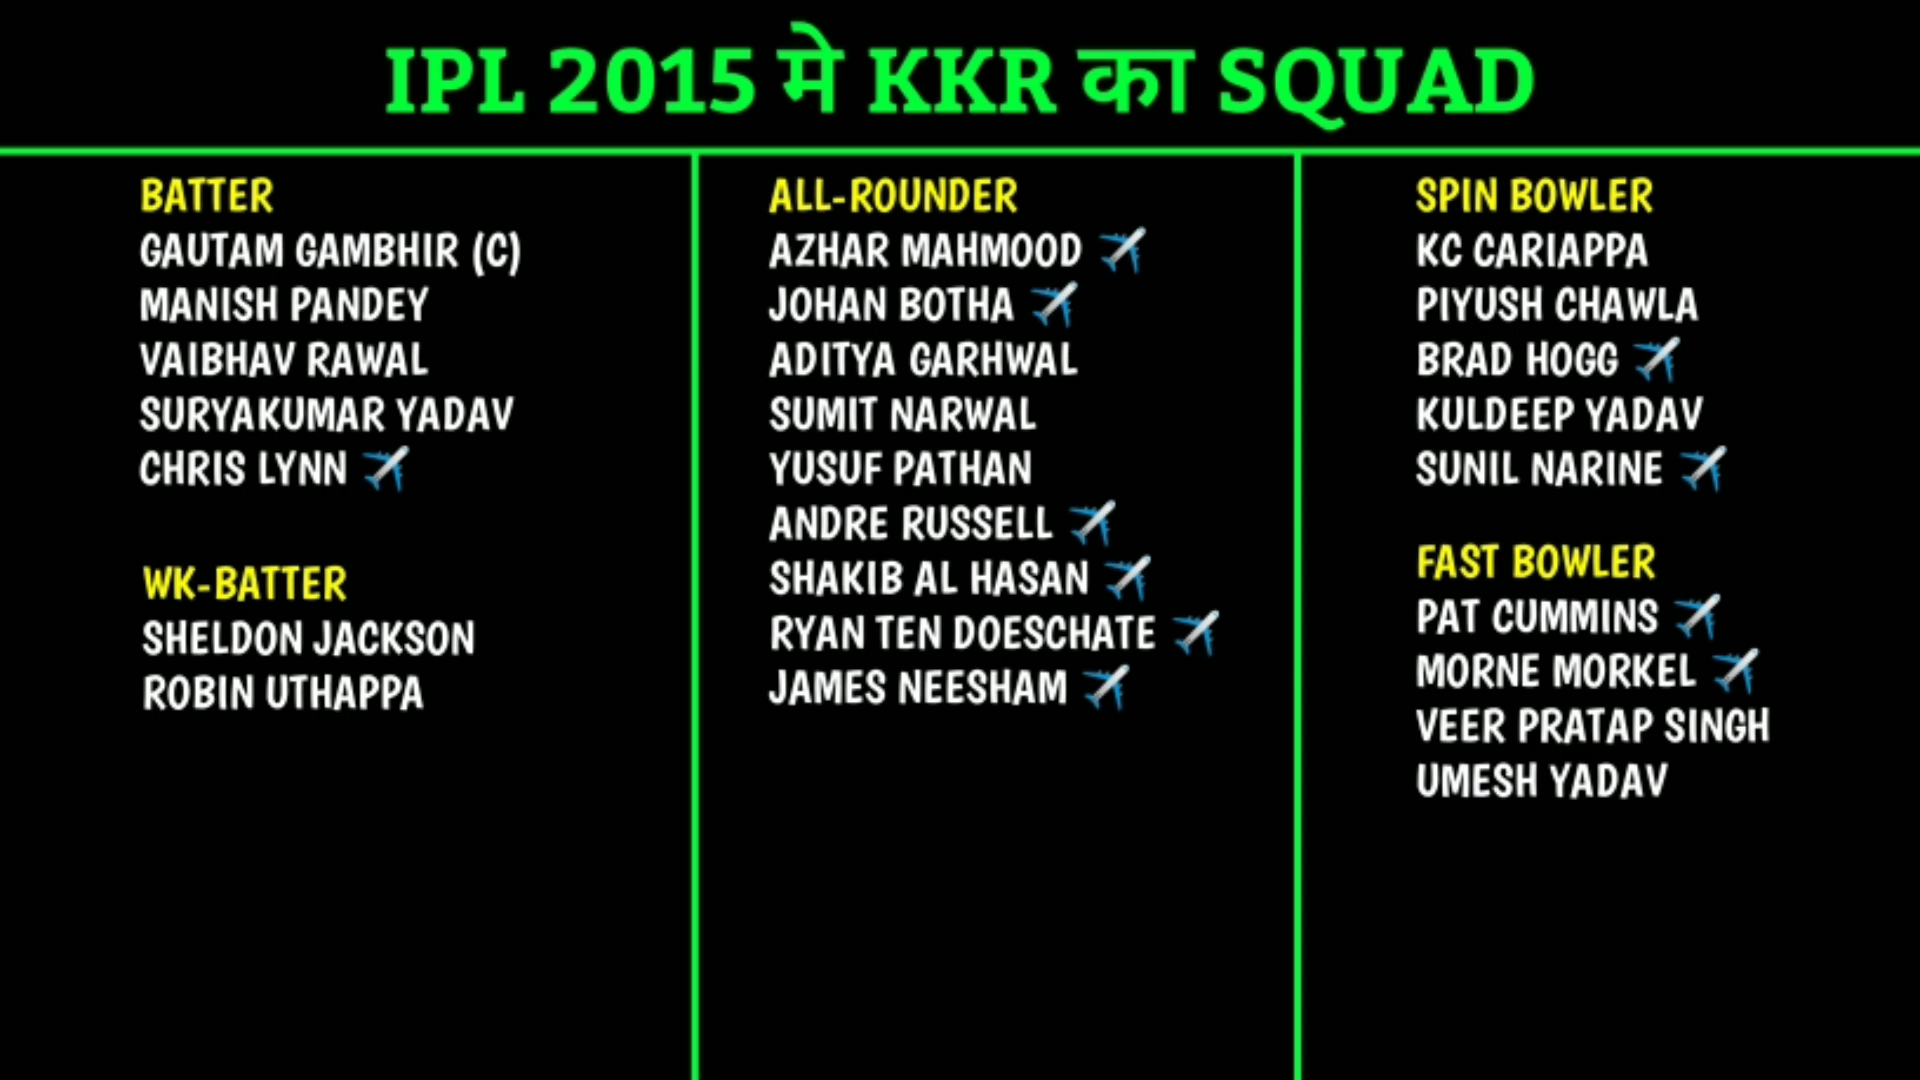 IPL 2015 मे KKR का SQUAD
BATTER
GAUTAM GAMBHIR (C)
MANISH PANDEY
VAIBHAV RAWAL
SURYAKUMAR YADAV
CHRIS LYNN ✈️
WK-BATTER
SHELDON JACKSON
ROBIN UTHAPPA
ALL-ROUNDER
AZHAR MAHMOOD ✈️
JOHAN BOTHA ✈️
ADITYA GARHWAL
SUMIT NARWAL
YUSUF PATHAN
ANDRE RUSSELL ✈️
SHAKIB AL HASAN ✈️
RYAN TEN DOESCHATE ✈️
JAMES NEESHAM ✈️
SPIN BOWLER
KC CARIAPPA
PIYUSH CHAWLA
BRAD HOGG ✈️
KULDEEP YADAV
SUNIL NARINE ✈️
FAST BOWLER
PAT CUMMINS ✈️
MORNE MORKEL ✈️
VEER PRATAP SINGH
UMESH YADAV